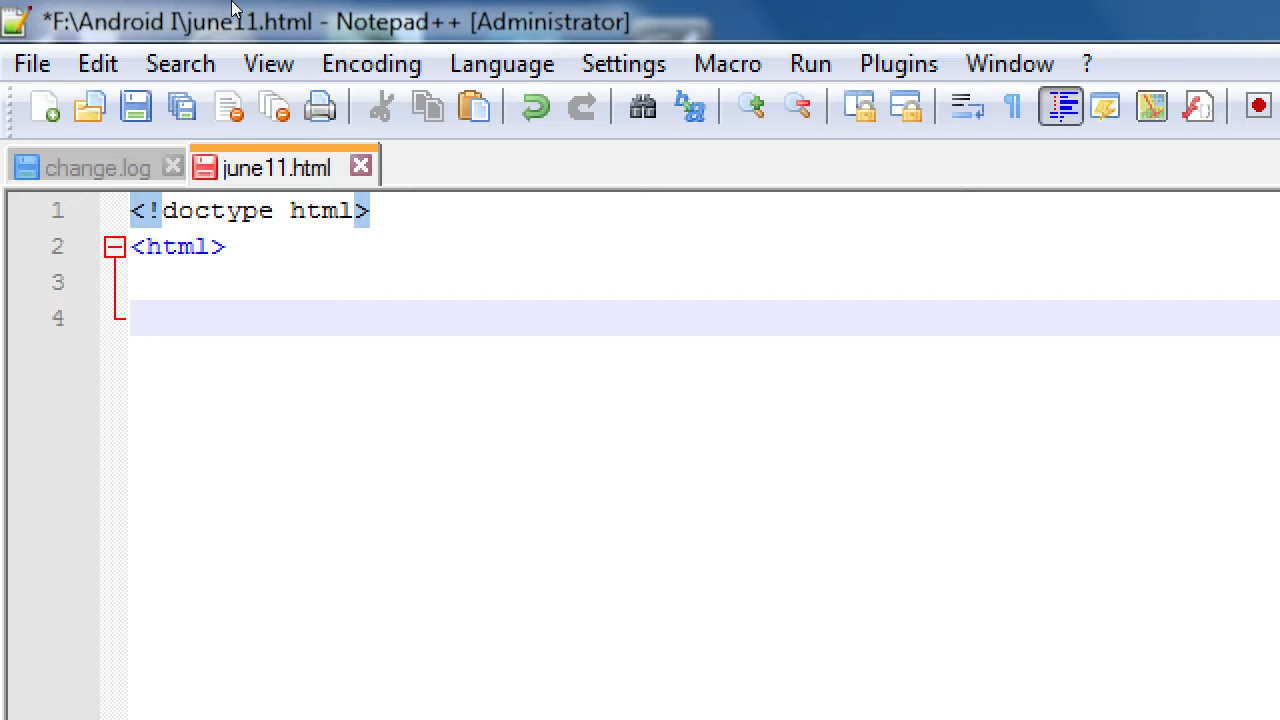 *F:\Android I\june11.html - Notepad++ [Administrator]
File Edit Search View Encoding Language Settings Macro Run Plugins Window ?
change.log june11.html
1 <!doctype html>
2 <html>
3
4